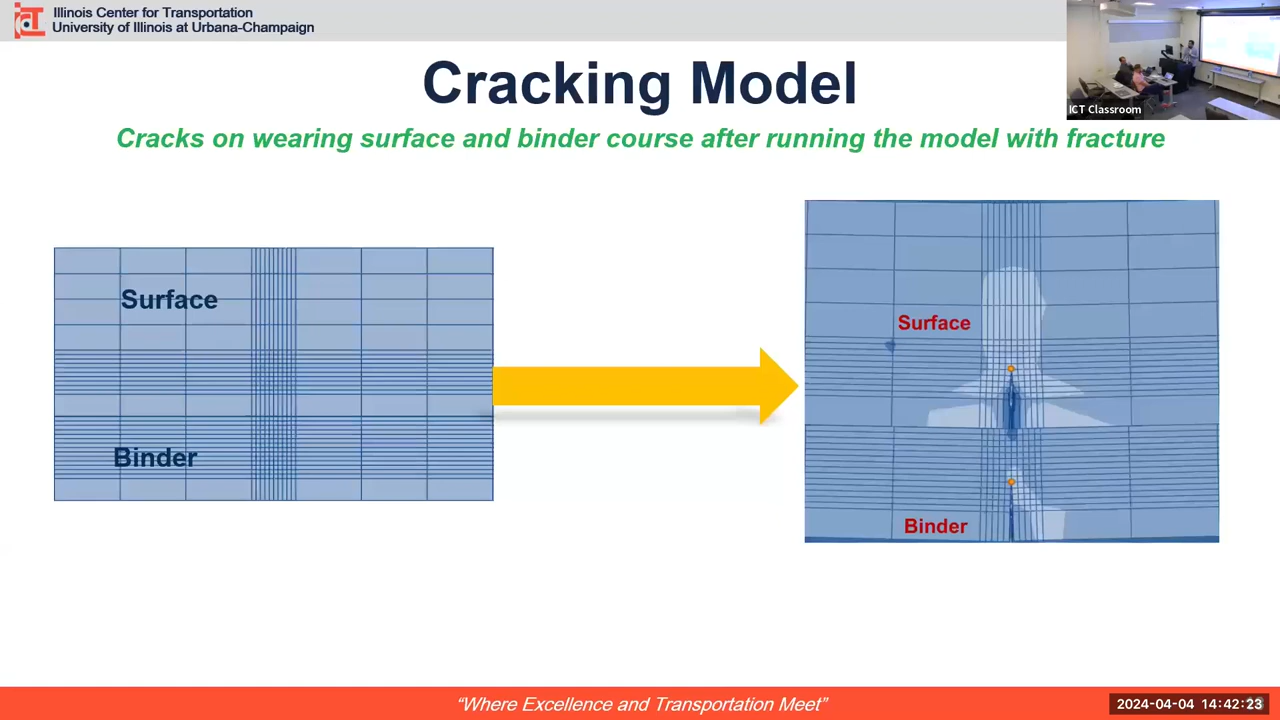 Illinois Center for Transportation
University of Illinois at Urbana-Champaign
ICT Classroom
Cracking Model
Cracks on wearing surface and binder course after running the model with fracture
Surface
Binder
Surface
Binder
“Where Excellence and Transportation Meet”
2024-04-04 14:42:23